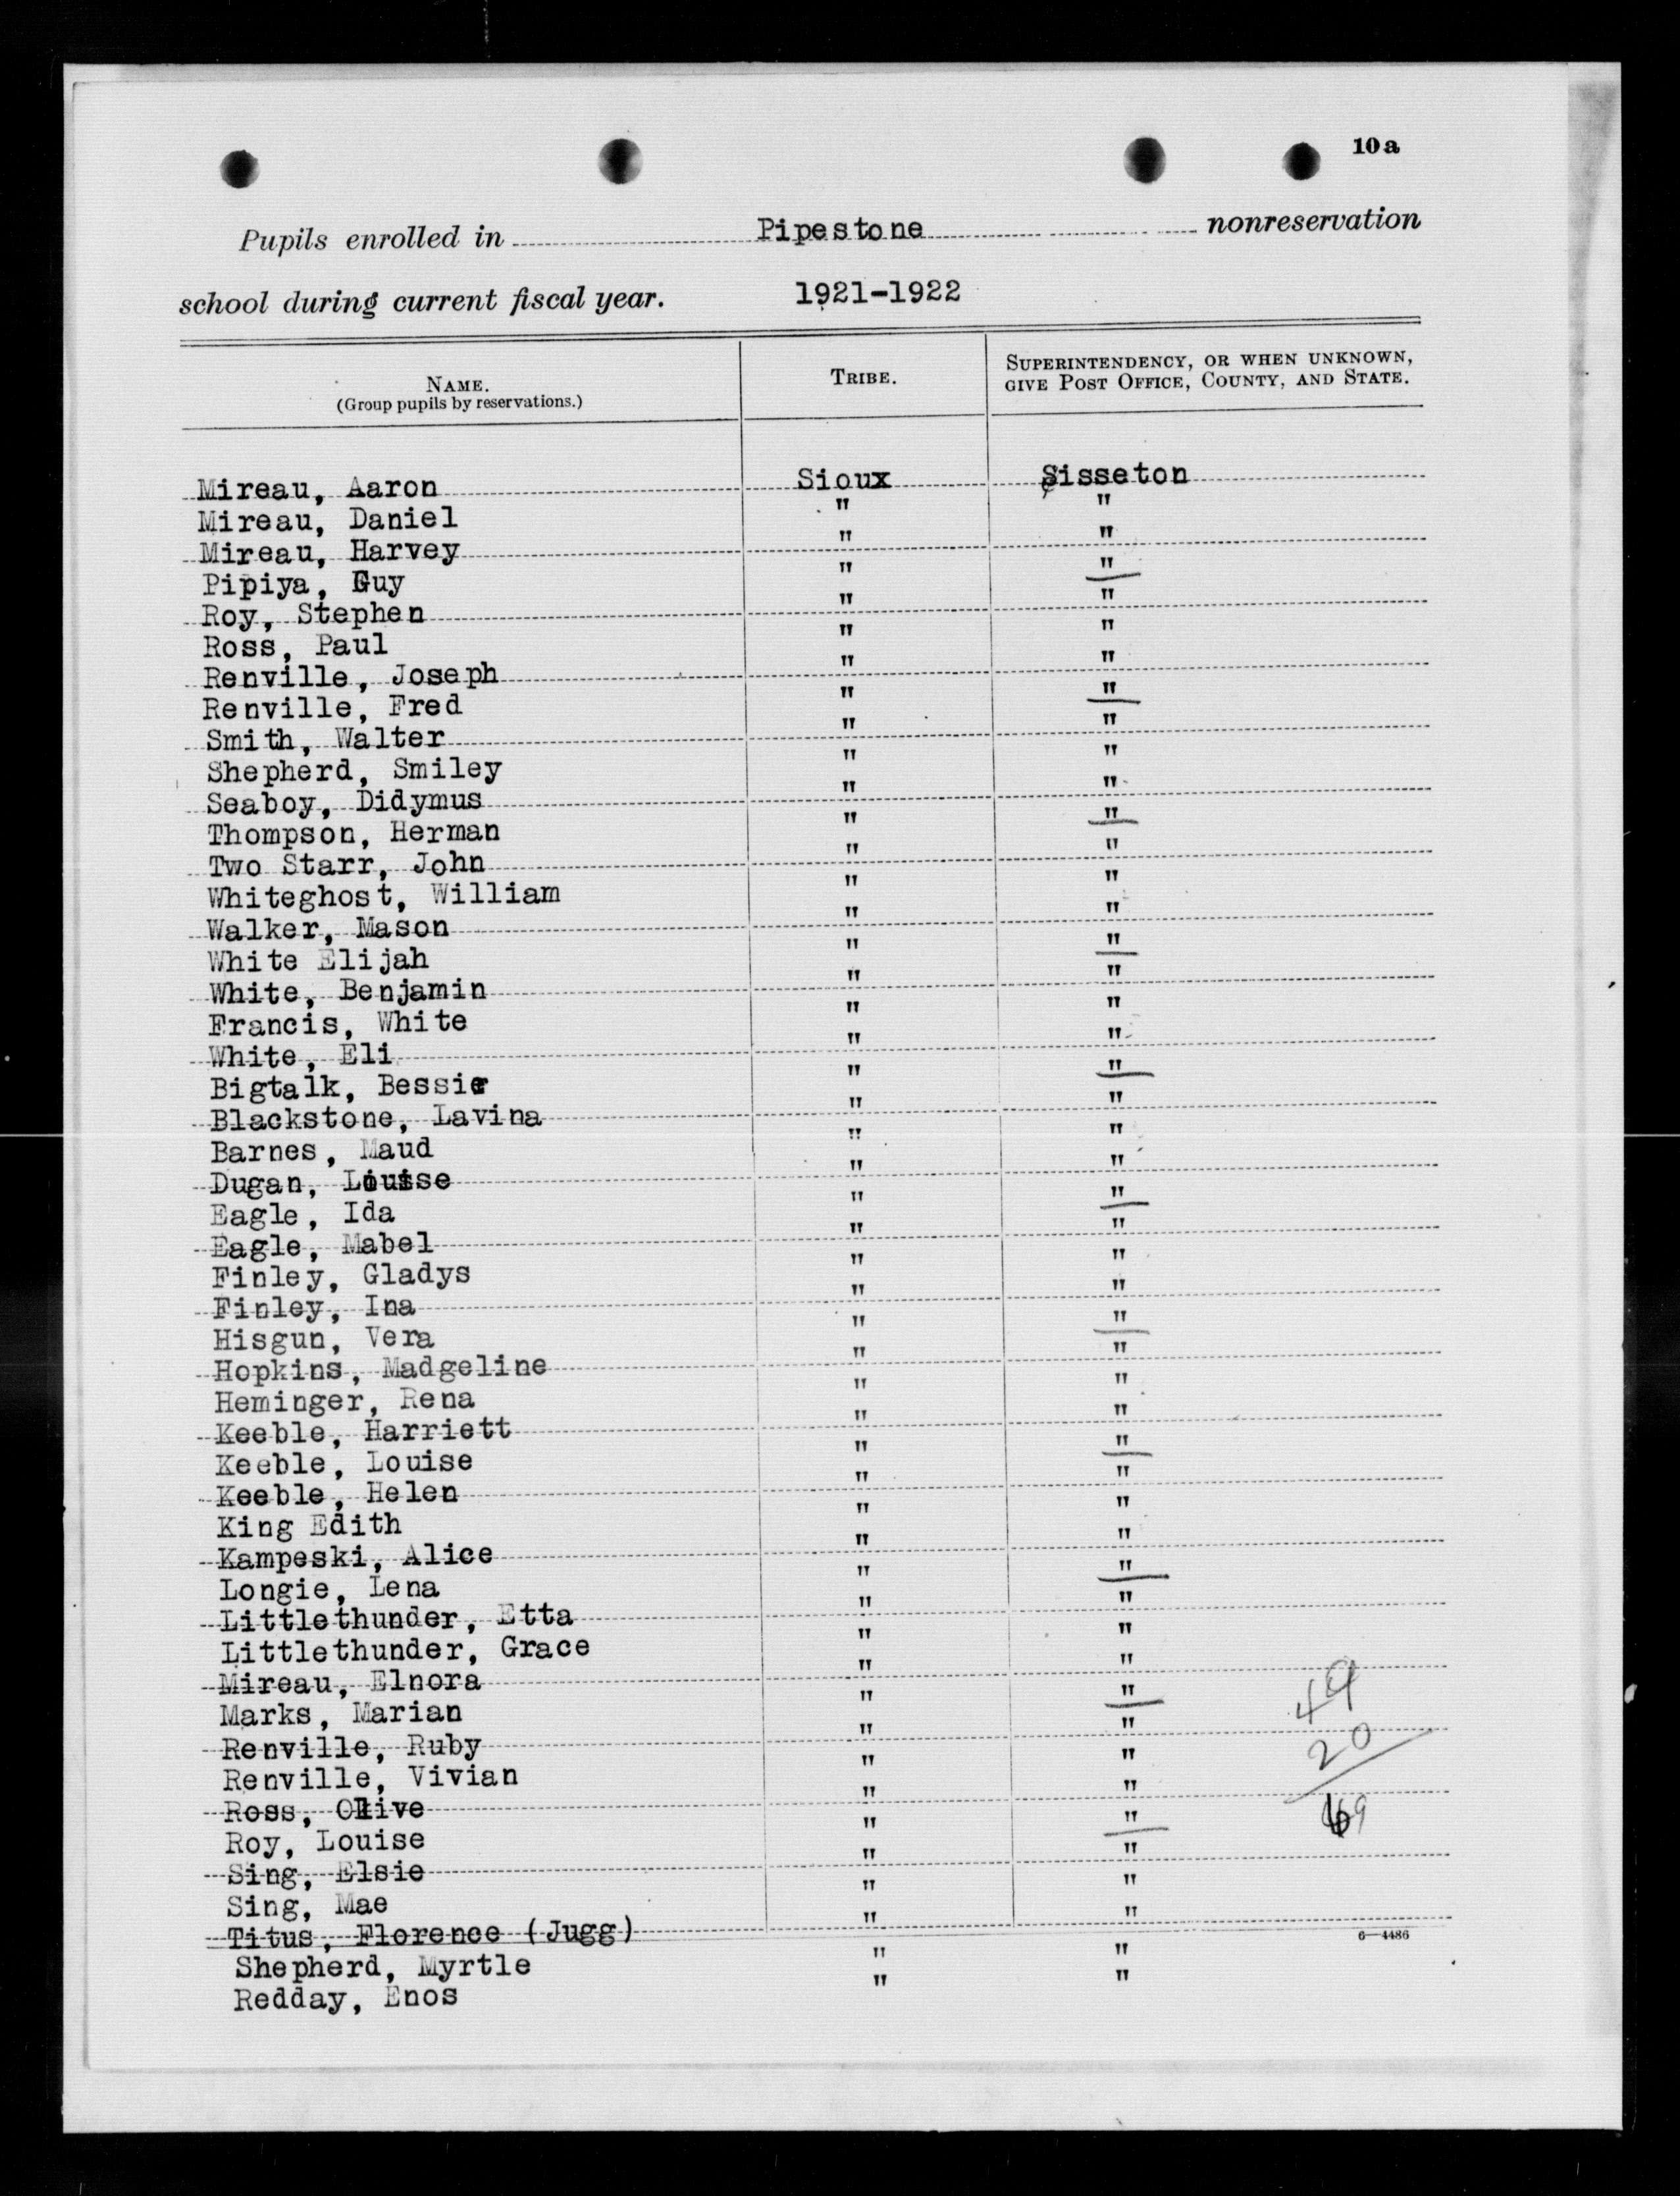 10a
Pupils enrolled in Pipestone nonreservation
school during current fiscal year. 1921-1922
NAME. TRIBE. SUPERINTENDENCY, OR WHEN UNKNOWN,
(Group pupils by reservations.) GIVE POST OFFICE, COUNTY, AND STATE.
Mireau, Aaron Sioux Sisseton
Mireau, Daniel " "
Mireau, Harvey " "
Pipiya, Guy " "
Roy, Stephen " "
Ross, Paul " "
Renville, Joseph " "
Renville, Fred " "
Smith, Walter " "
Shepherd, Smiley " "
Seaboy, Didymus " "
Thompson, Herman " "
Two Starr, John " "
Whiteghost, William " "
Walker, Mason " "
White Elijah " "
White, Benjamin " "
Francis, White " "
White, Eli " "
Bigtalk, Bessie " "
Blackstone, Lavina " "
Barnes, Maud " "
Dugan, Louise " "
Eagle, Ida " "
Eagle, Mabel " "
Finley, Gladys " "
Finley, Ina " "
Hisgun, Vera " "
Hopkins, Madgeline " "
Heminger, Rena " "
Keeble, Harriett " "
Keeble, Louise " "
Keeble, Helen " "
King Edith " "
Kampeski, Alice " "
Longie, Lena " "
Littlethunder, Etta " "
Littlethunder, Grace " "
Mireau, Elnora " "
Marks, Marian " " 49
Renville, Ruby " " 20
Renville, Vivian " "
Ross, Olive " " 69
Roy, Louise " "
Sing, Elsie " "
Sing, Mae " "
Titus, Florence (Jugg) 6-4486
Shepherd, Myrtle " "
Redday, Enos " "